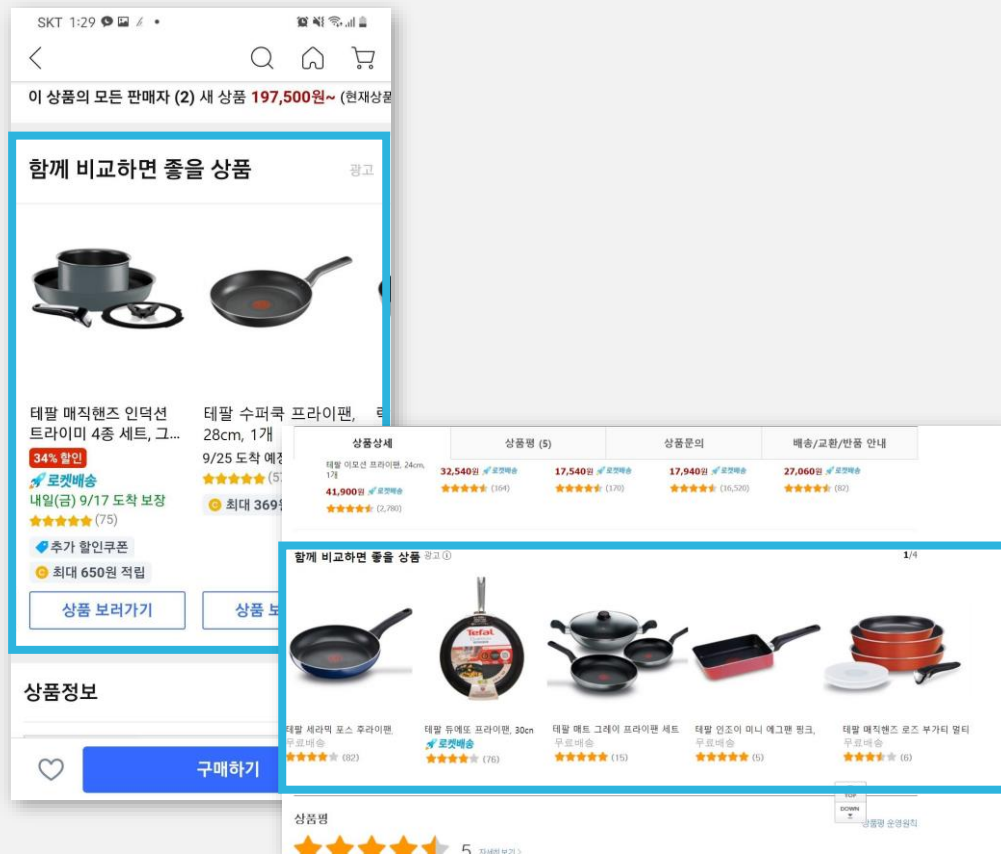 SKT 1:29
이 상품의 모든 판매자 (2) 새 상품 197,500원~ (현재상품
함께 비교하면 좋을 상품 광고
테팔 매직핸즈 인덕션
트라이미 4종 세트, 그...
34% 할인
로켓배송
내일(금) 9/17 도착 보장
(75)
추가 할인쿠폰
최대 650원 적립
상품 보러가기
테팔 수퍼쿡 프라이팬,
28cm, 1개
9/25 도착 예정
최대 369
상품 보
상품정보
구매하기
상품상세 상품평 (5) 상품문의 배송/교환/반품 안내
테팔 이모션 프라이팬, 24cm,
1개
41,900원 로켓배송
(2,780)
32,540원 로켓배송
(164)
17,540원 로켓배송
(170)
17,940원 로켓배송
(16,520)
27,060원 로켓배송
(82)
함께 비교하면 좋을 상품 광고 1/4
Tefal
테팔 세라믹 포스 후라이팬,
무료배송
(82)
테팔 듀에또 프라이팬, 30cn
로켓배송
(76)
테팔 매트 그레이 프라이팬 세트
무료배송
(15)
테팔 인조이 미니 에그팬 핑크,
무료배송
(5)
테팔 매직핸즈 로즈 부가티 멀티
무료배송
(6)
TOP
DOWN
상품평
상품평 운영원칙
5 자세히보기